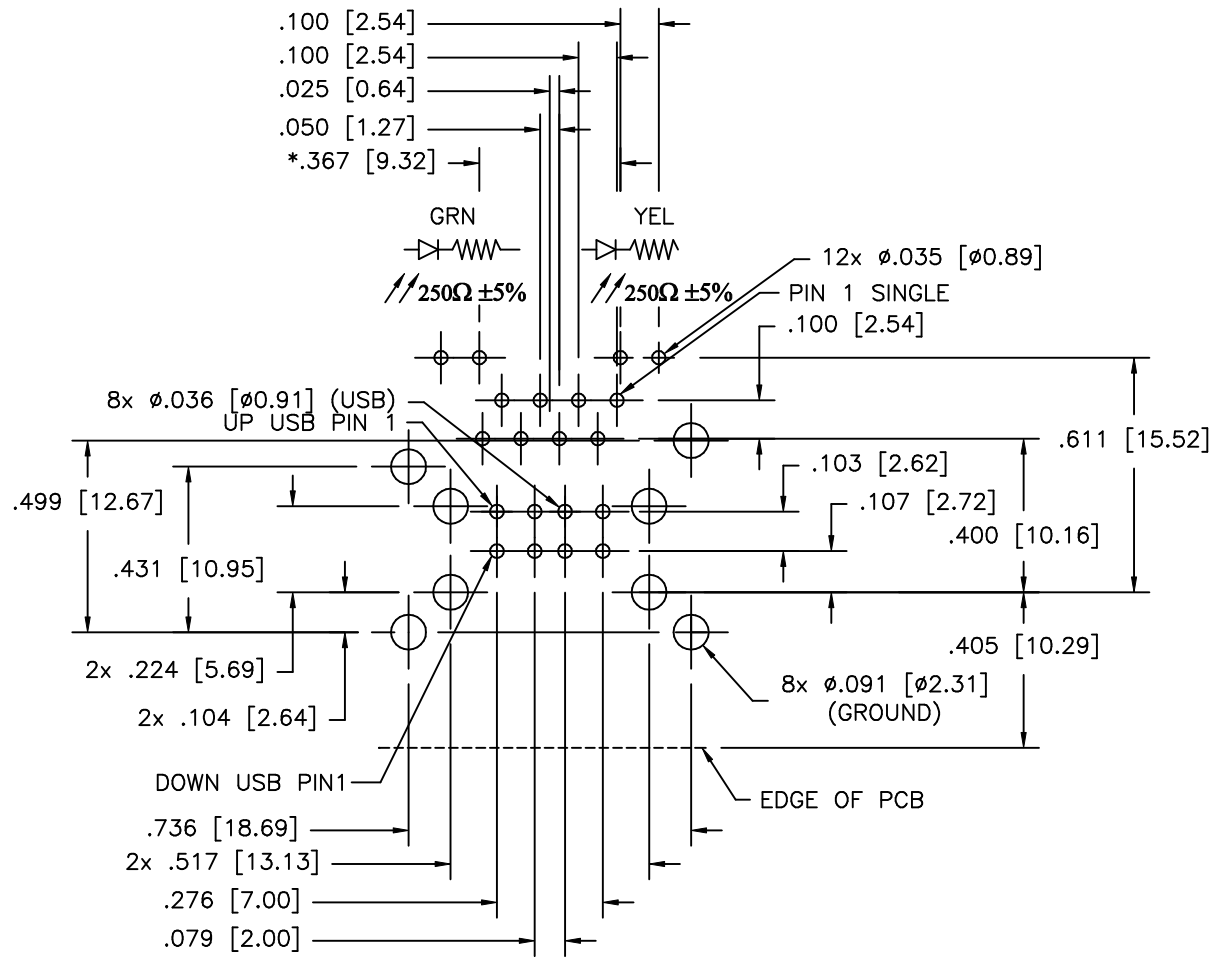 .100 [2.54]
.100 [2.54]
.025 [0.64]
.050 [1.27]
*.367 [9.32]
GRN
YEL
250Ω ±5%
250Ω ±5%
12x ø.035 [ø0.89]
PIN 1 SINGLE
.100 [2.54]
8x ø.036 [ø0.91] (USB)
UP USB PIN 1
.611 [15.52]
.103 [2.62]
.499 [12.67]
.107 [2.72]
.400 [10.16]
.431 [10.95]
.405 [10.29]
2x .224 [5.69]
8x ø.091 [ø2.31]
(GROUND)
2x .104 [2.64]
DOWN USB PIN1
EDGE OF PCB
.736 [18.69]
2x .517 [13.13]
.276 [7.00]
.079 [2.00]